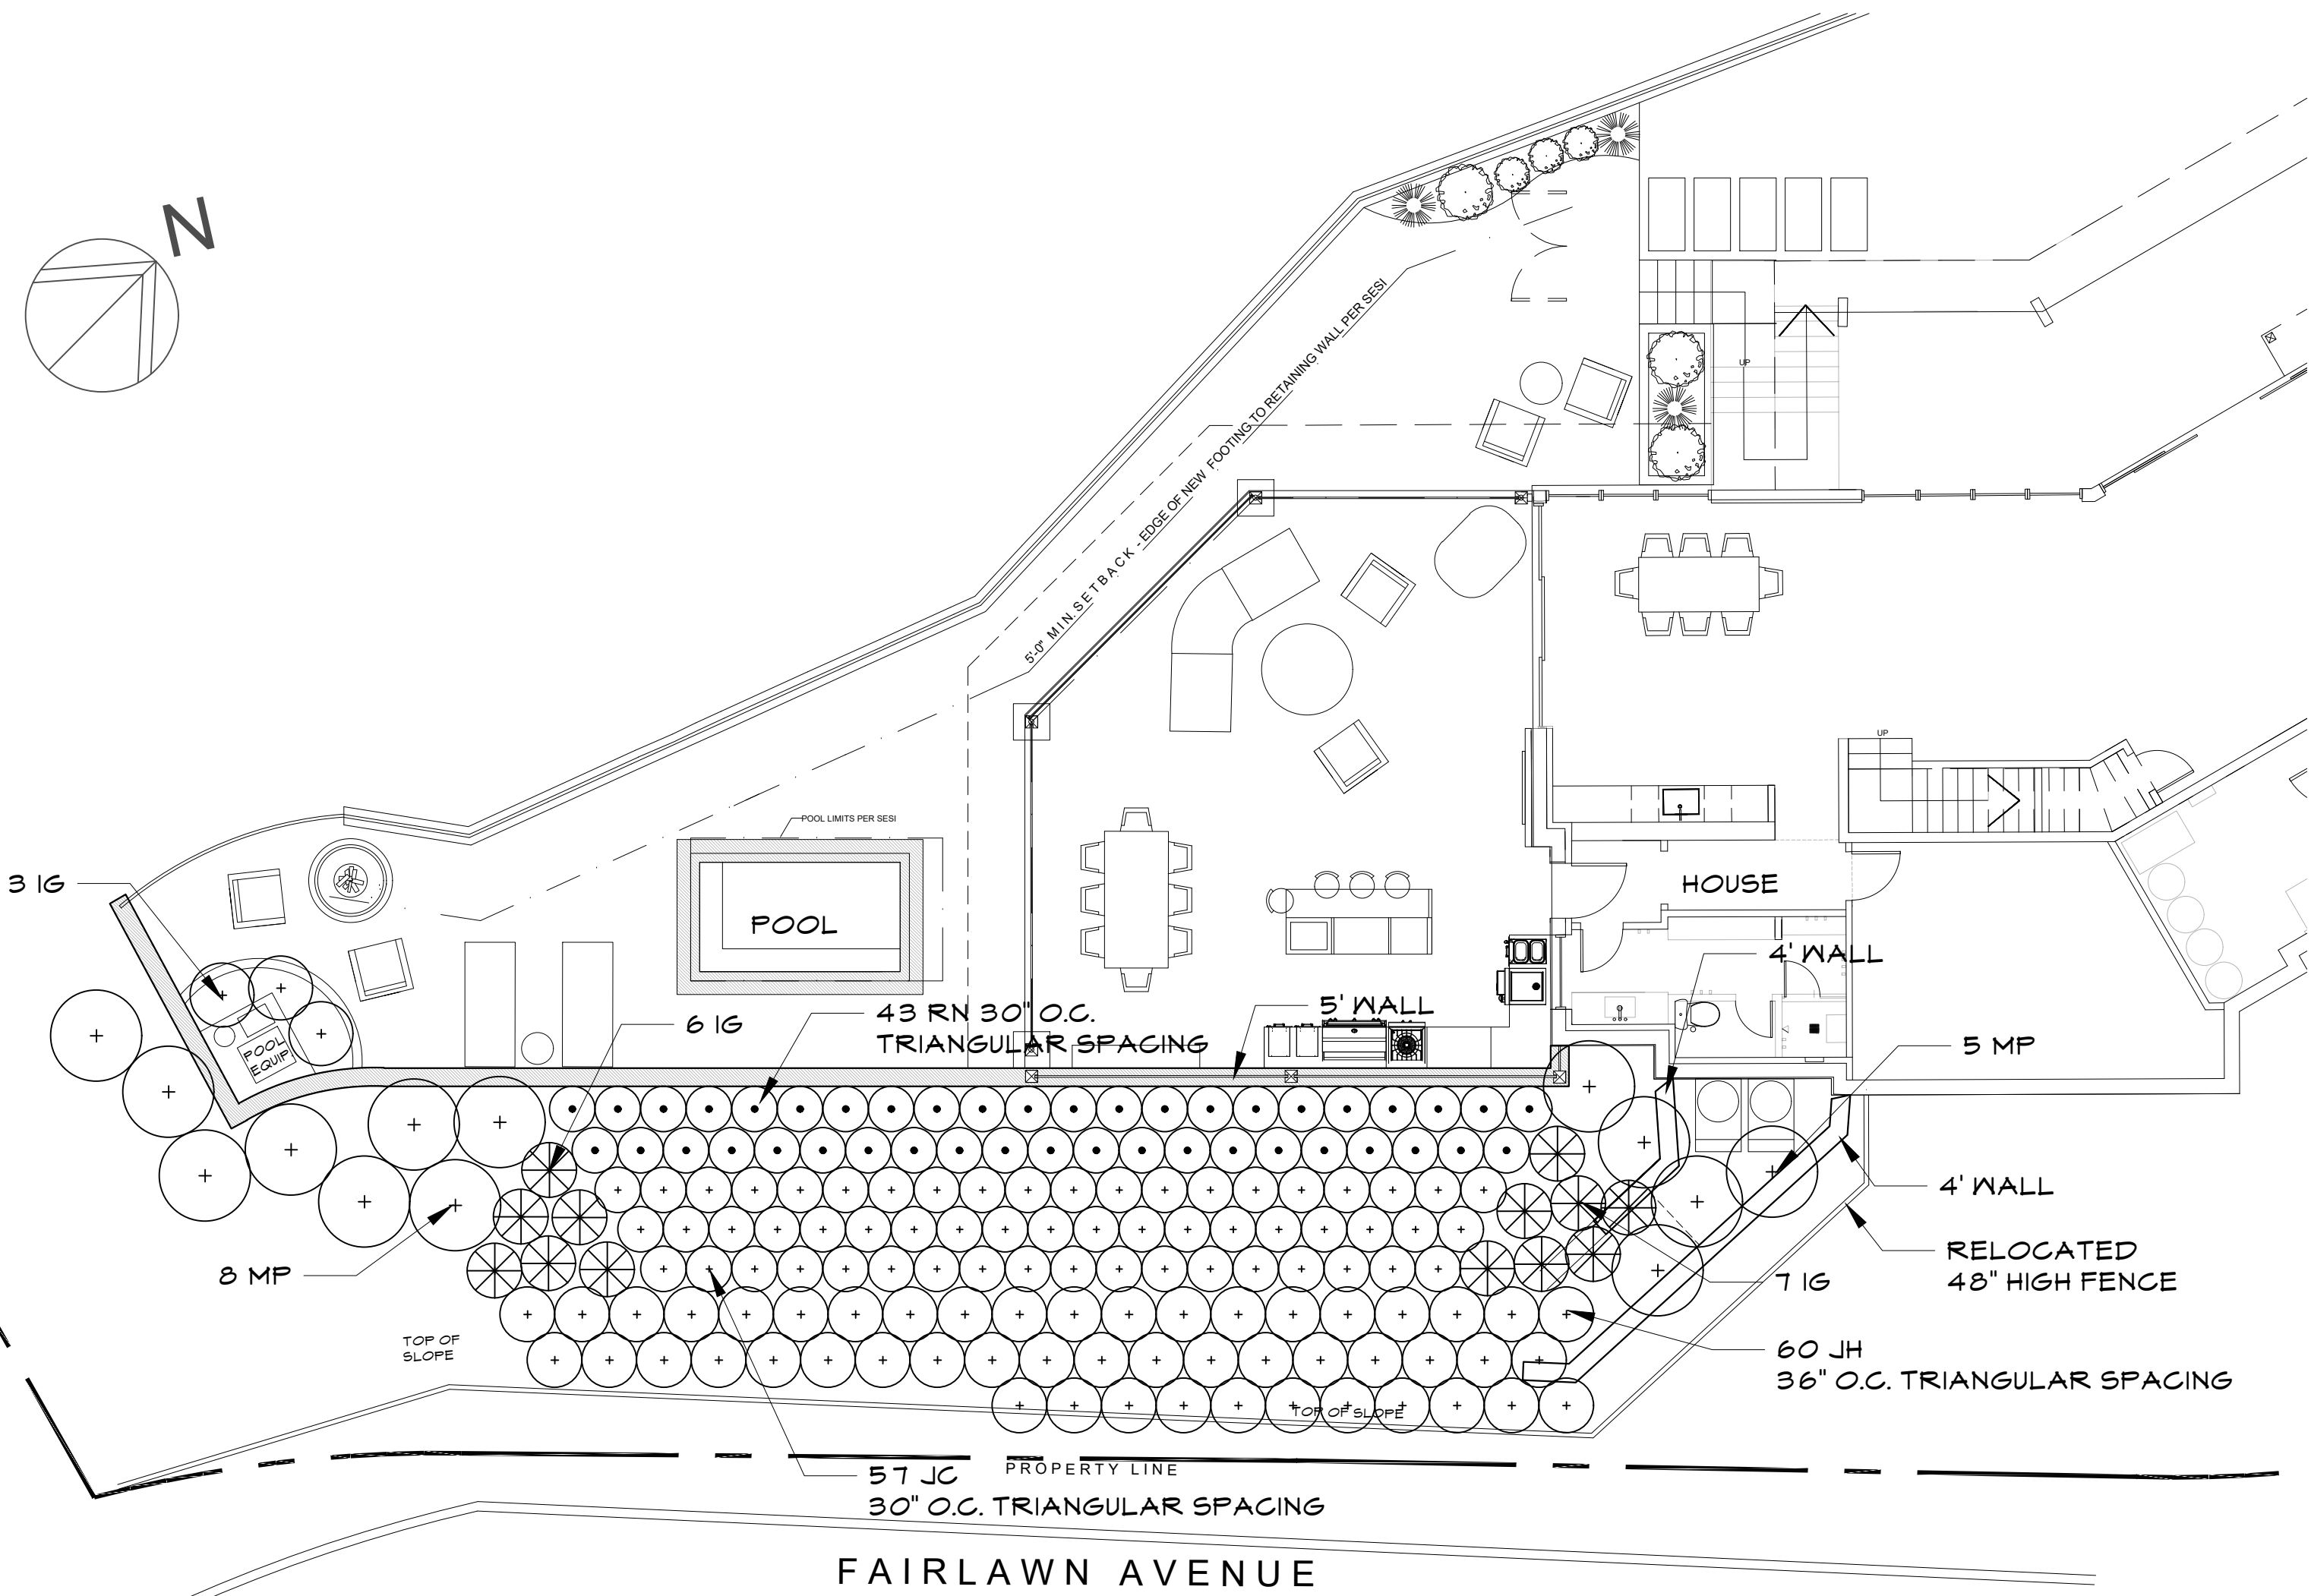 N
5'-0" MIN. SETBACK - EDGE OF NEW FOOTING TO RETAINING WALL PER SESI
UP
UP
POOL LIMITS PER SESI
3 IG
HOUSE
POOL
4' WALL
43 RN 30" O.C.
TRIANGULAR SPACING
5' WALL
6 IG
POOL
EQUIP.
5 MP
4' WALL
RELOCATED
48" HIGH FENCE
8 MP
7 IG
TOP OF
SLOPE
60 JH
36" O.C. TRIANGULAR SPACING
TOP OF SLOPE
PROPERTY LINE
57 JC
30" O.C. TRIANGULAR SPACING
FAIRLAWN AVENUE